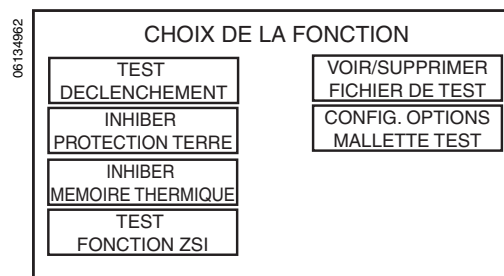 06134962
CHOIX DE LA FONCTION
TEST
DECLENCHEMENT
INHIBER
PROTECTION TERRE
INHIBER
MEMOIRE THERMIQUE
TEST
FONCTION ZSI
VOIR/SUPPRIMER
FICHIER DE TEST
CONFIG. OPTIONS
MALLETTE TEST